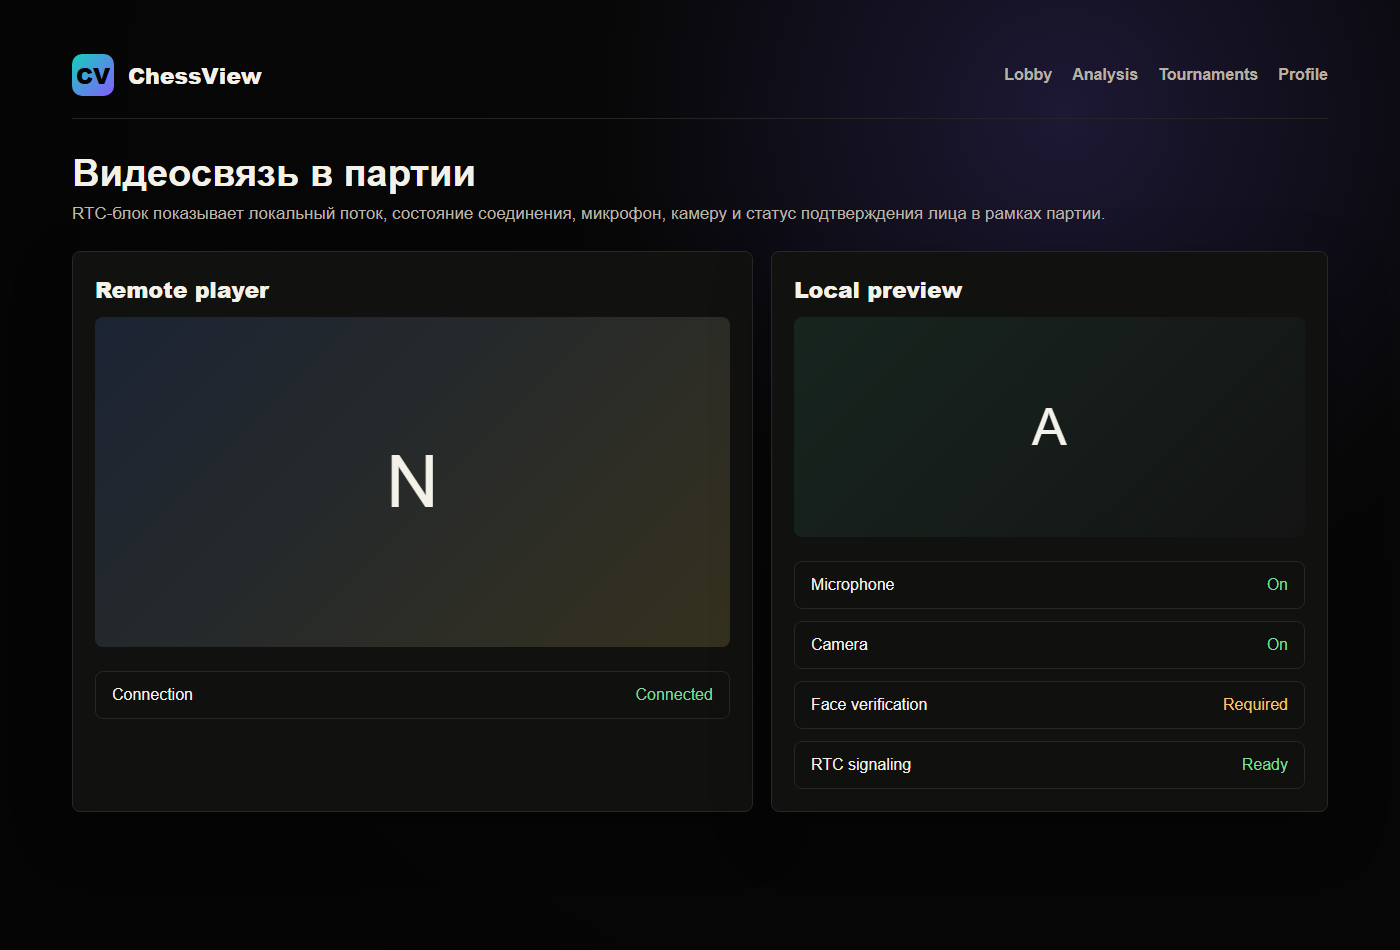 CV ChessView Lobby Analysis Tournaments Profile
Видеосвязь в партии
RTC-блок показывает локальный поток, состояние соединения, микрофон, камеру и статус подтверждения лица в рамках партии.
Remote player
N
Connection Connected
Local preview
A
Microphone On
Camera On
Face verification Required
RTC signaling Ready